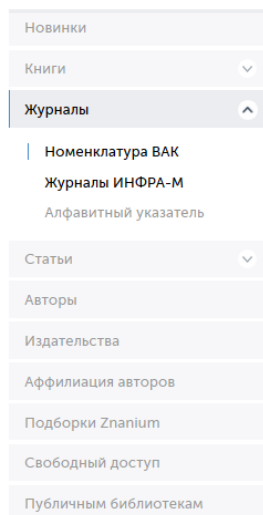 Новинки
Книги
Журналы
Номенклатура ВАК
Журналы ИНФРА-М
Алфавитный указатель
Статьи
Авторы
Издательства
Аффилиация авторов
Подборки Znanium
Свободный доступ
Публичным библиотекам